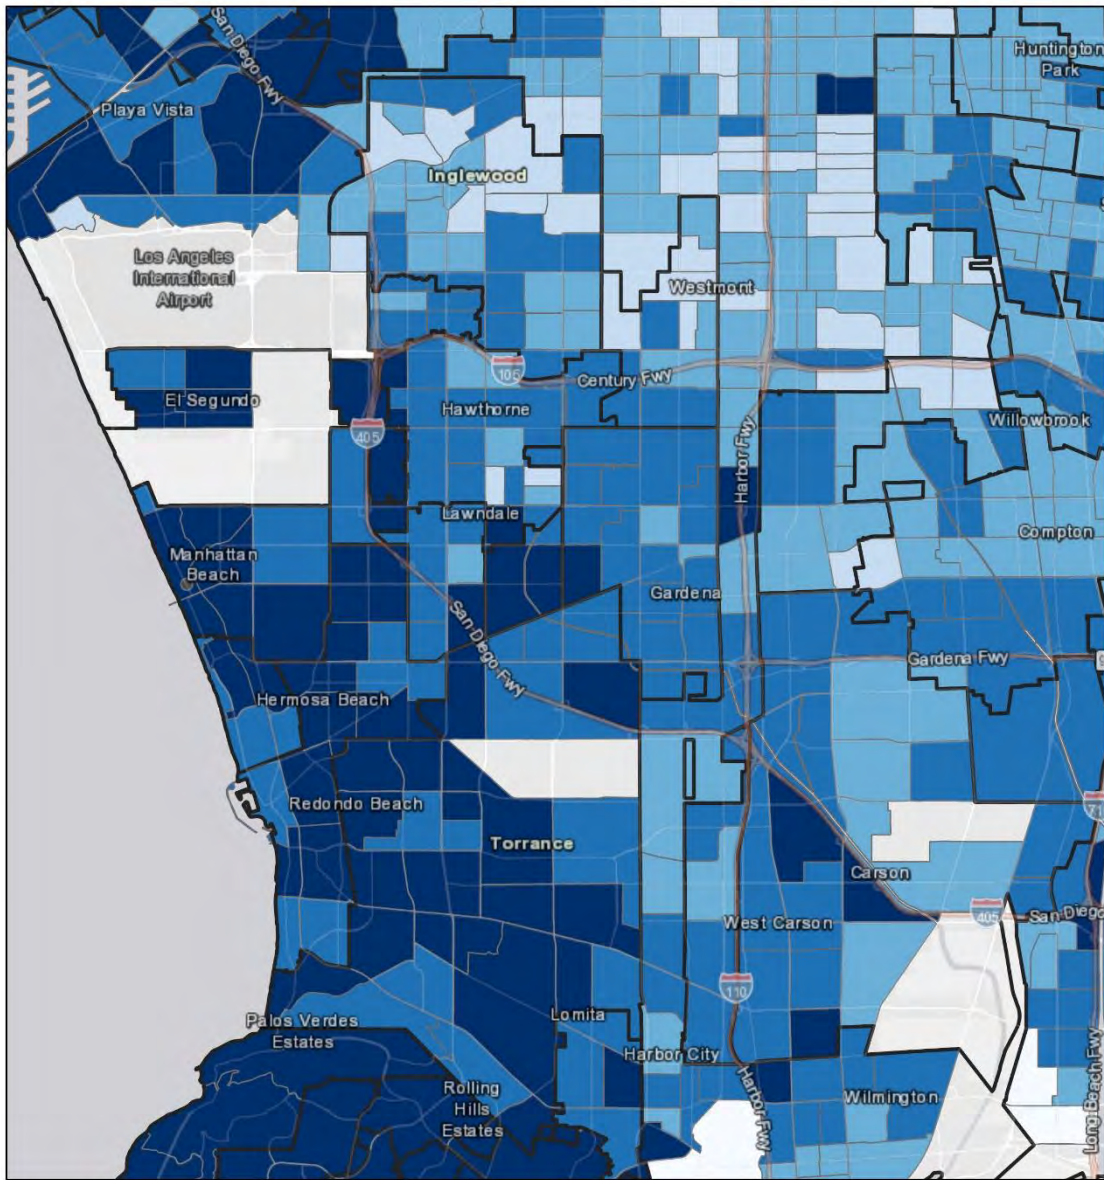 San Diego Fwy
Huntington
Park
Playa Vista
Inglewood
Los Angeles
International
Airport
Westmont
105
Century Fwy
El Segundo
Hawthorne
405
Willowbrook
Harbor Fwy
Lawndale
Compton
Manhattan
Beach
Gardena
San Diego Fwy
Gardena Fwy
Hermosa Beach
Redondo Beach
710
Torrance
Carson
405
San Diego
West Carson
110
Lomita
Palos Verdes
Estates
Harbor City
Rolling
Hills
Estates
Harbor Fwy
Wilmington
Long Beach Fwy